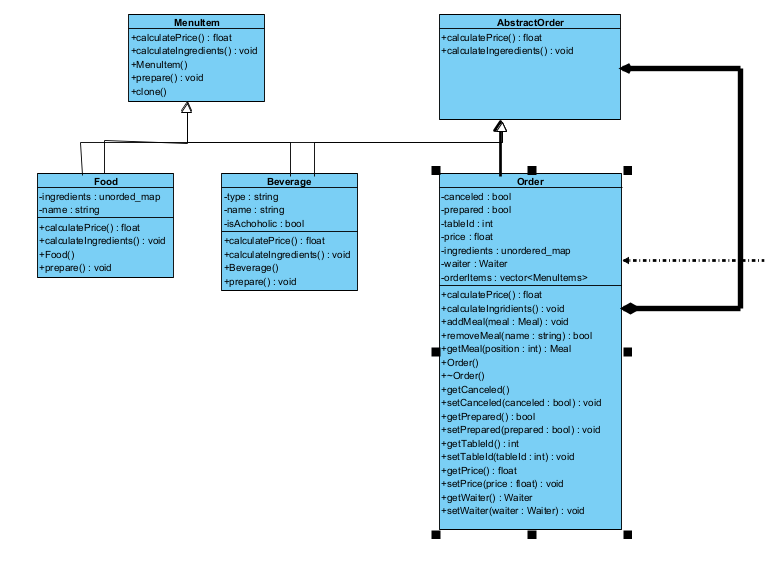 MenuItem
+calculatePrice() : float
+calculateIngredients() : void
+MenuItem()
+prepare() : void
+clone()
AbstractOrder
+calculatePrice() : float
+calculateIngeredients() : void
Food
-ingredients : unorded_map
-name : string
+calculatePrice() : float
+calculateIngredients() : void
+Food()
+prepare() : void
Beverage
-type : string
-name : string
-isAchoholic : bool
+calculatePrice() : float
+calculateIngredients() : void
+Beverage()
+prepare() : void
Order
-canceled : bool
-prepared : bool
-tableId : int
-price : float
-ingredients : unordered_map
-waiter : Waiter
-orderItems : vector<MenuItems>
+calculatePrice() : float
+calculateIngridients() : void
+addMeal(meal : Meal) : void
+removeMeal(name : string) : bool
+getMeal(position : int) : Meal
+Order()
+~Order()
+getCanceled()
+setCanceled(canceled : bool) : void
+getPrepared() : bool
+setPrepared(prepared : bool) : void
+getTableId() : int
+setTableId(tableId : int) : void
+getPrice() : float
+setPrice(price : float) : void
+getWaiter() : Waiter
+setWaiter(waiter : Waiter) : void